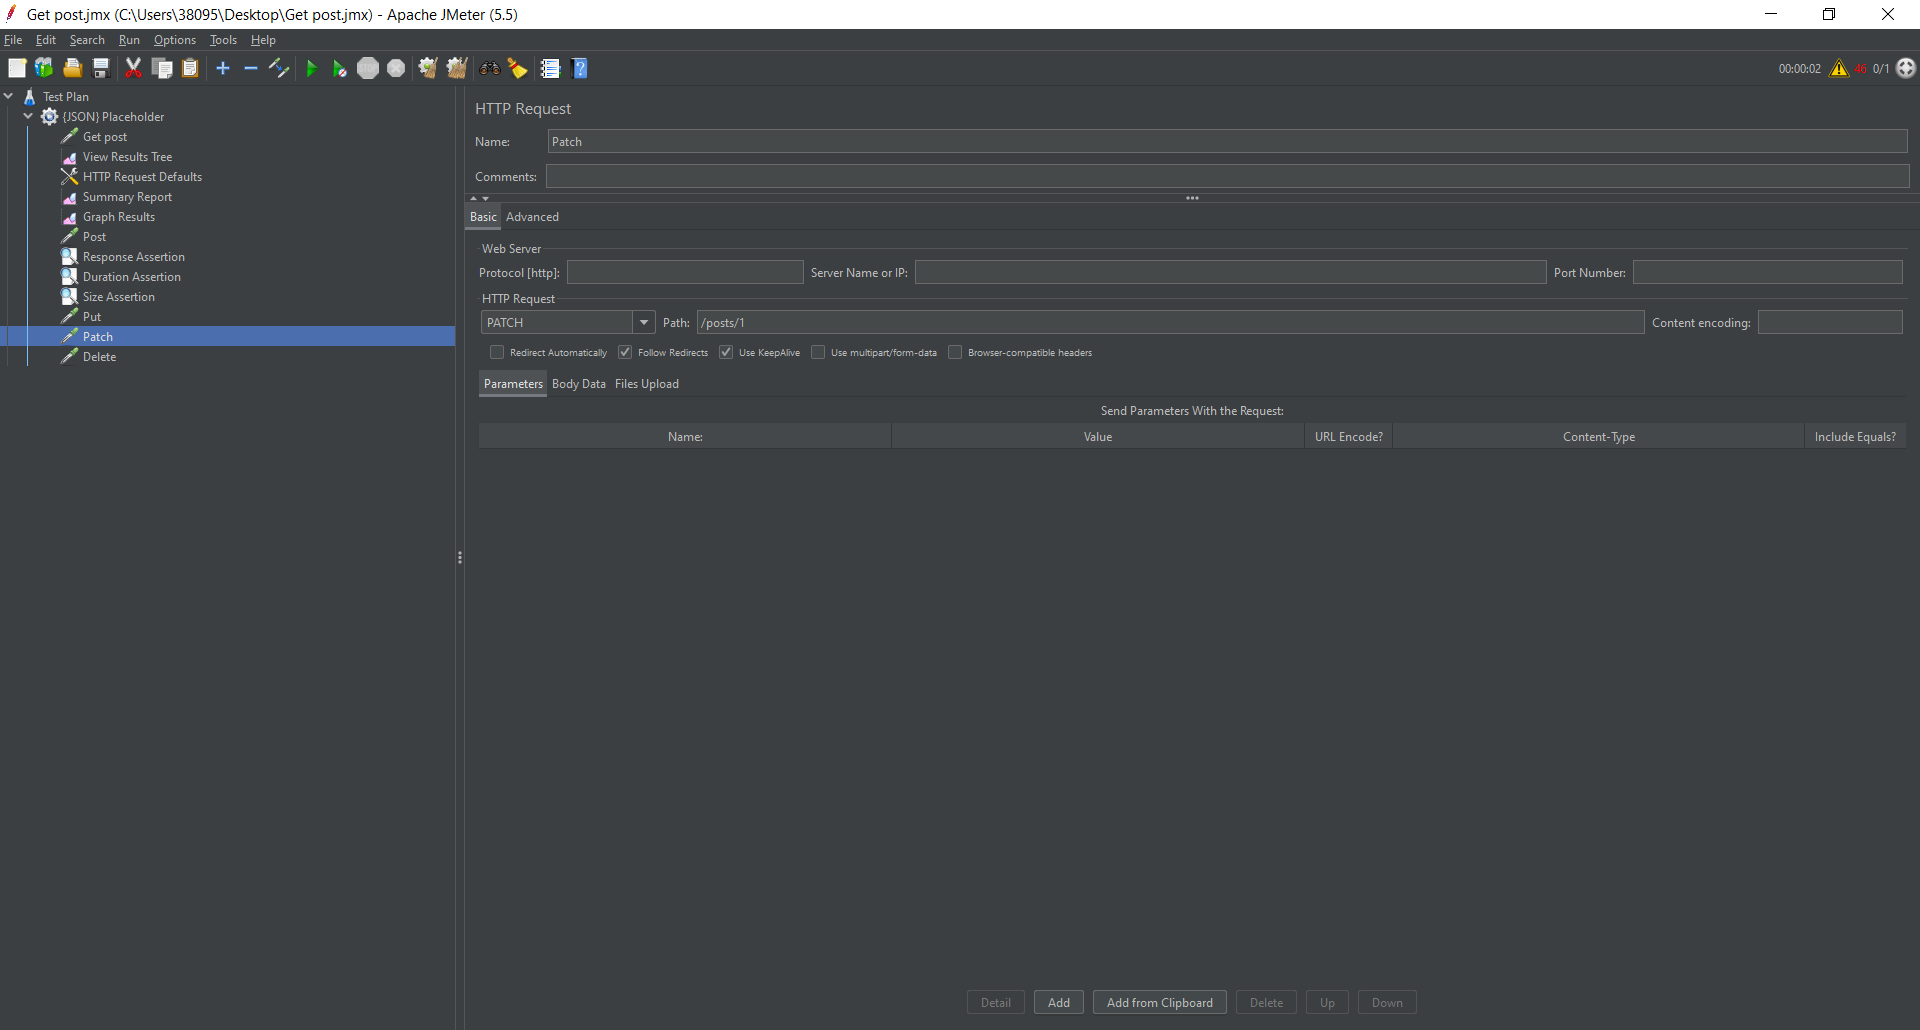 Get post.jmx (C:\Users\38095\Desktop\Get post.jmx) - Apache JMeter (5.5)
File Edit Search Run Options Tools Help
00:00:02 46 0/1
Test Plan
{JSON} Placeholder
Get post
View Results Tree
HTTP Request Defaults
Summary Report
Graph Results
Post
Response Assertion
Duration Assertion
Size Assertion
Put
Patch
Delete
HTTP Request
Name: Patch
Comments:
Basic Advanced
Web Server
Protocol [http]: Server Name or IP: Port Number:
HTTP Request
PATCH Path: /posts/1 Content encoding:
Redirect Automatically Follow Redirects Use KeepAlive Use multipart/form-data Browser-compatible headers
Parameters Body Data Files Upload
Send Parameters With the Request:
Name: Value URL Encode? Content-Type Include Equals?
Detail Add Add from Clipboard Delete Up Down